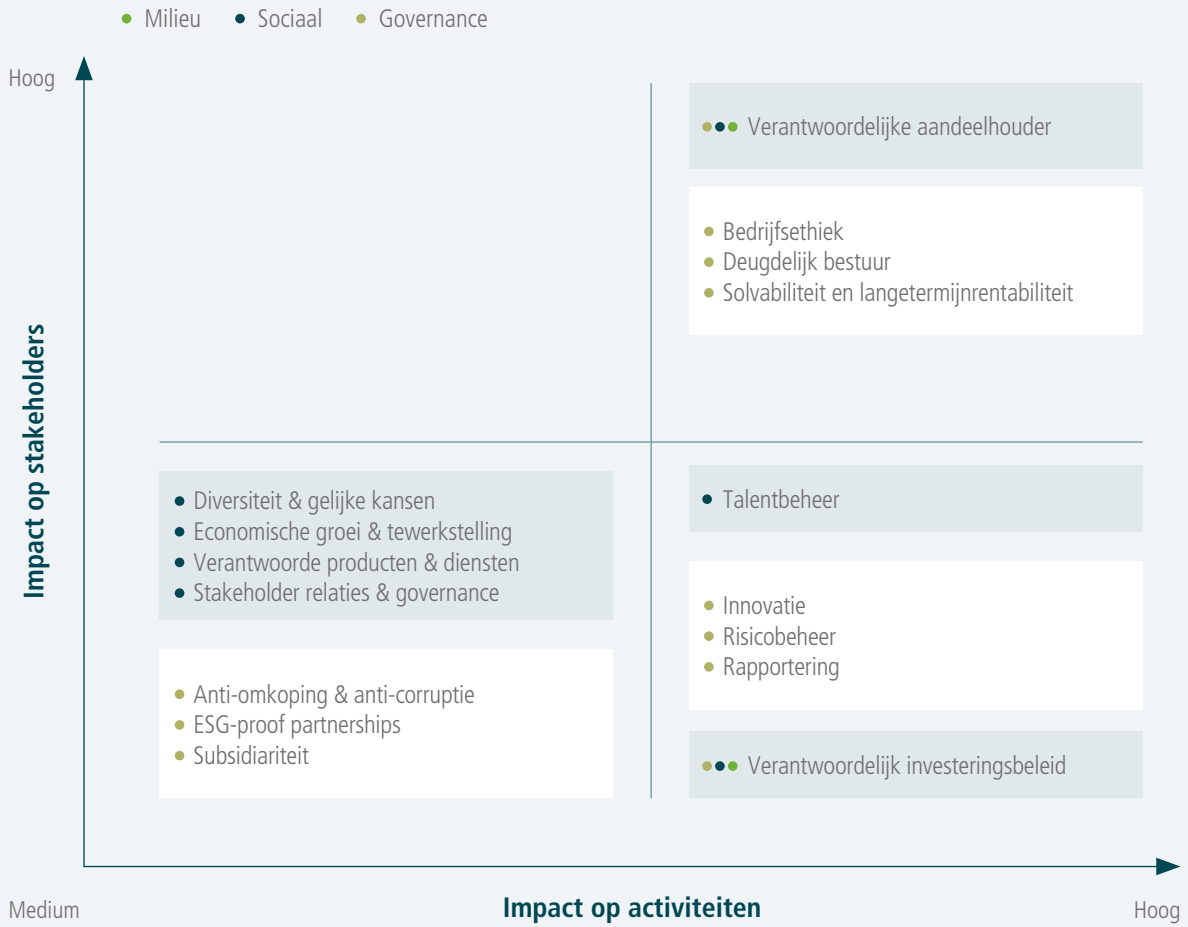 Milieu
Sociaal
Governance
Hoog
Verantwoordelijke aandeelhouder
Bedrijfsethiek
Deugdelijk bestuur
Solvabiliteit en langetermijnrentabiliteit
Impact op stakeholders
Diversiteit & gelijke kansen
Economische groei & tewerkstelling
Verantwoorde producten & diensten
Stakeholder relaties & governance
Anti-omkoping & anti-corruptie
ESG-proof partnerships
Subsidiariteit
Talentbeheer
Innovatie
Risicobeheer
Rapportering
Verantwoordelijk investeringsbeleid
Medium
Impact op activiteiten
Hoog